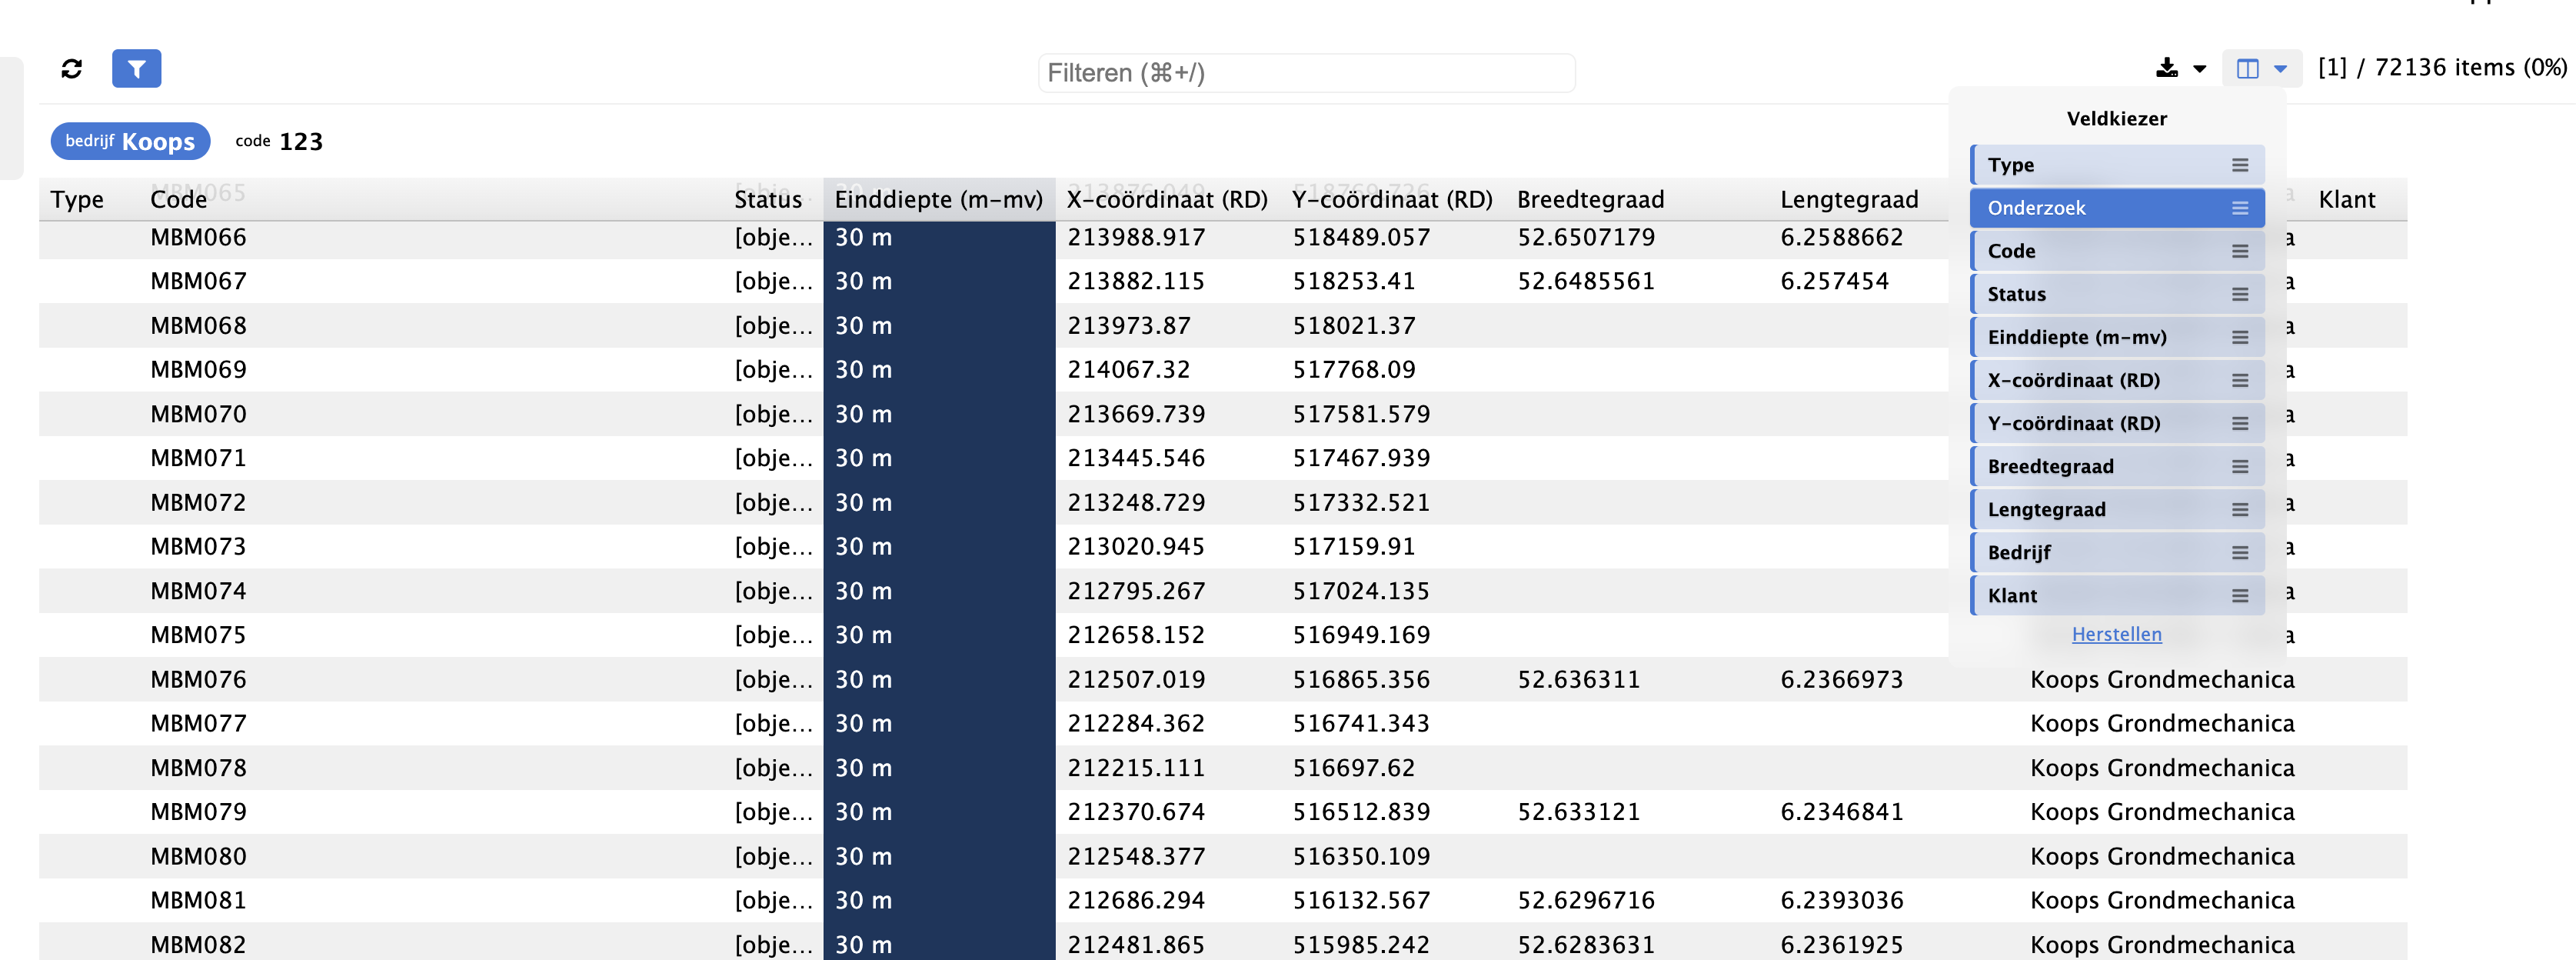 Filteren (⌘+/)
[1] / 72136 items (0%)
Veldkiezer
bedrijf Koops code 123
Type
Onderzoek
Code
Status
Einddiepte (m-mv)
X-coördinaat (RD)
Y-coördinaat (RD)
Breedtegraad
Lengtegraad
Bedrijf
Klant
Herstellen
Type Code Status Einddiepte (m-mv) X-coördinaat (RD) Y-coördinaat (RD) Breedtegraad Lengtegraad Klant
MBM066 [obje... 30 m 213988.917 518489.057 52.6507179 6.2588662
MBM067 [obje... 30 m 213882.115 518253.41 52.6485561 6.257454
MBM068 [obje... 30 m 213973.87 518021.37
MBM069 [obje... 30 m 214067.32 517768.09
MBM070 [obje... 30 m 213669.739 517581.579
MBM071 [obje... 30 m 213445.546 517467.939
MBM072 [obje... 30 m 213248.729 517332.521
MBM073 [obje... 30 m 213020.945 517159.91
MBM074 [obje... 30 m 212795.267 517024.135
MBM075 [obje... 30 m 212658.152 516949.169
MBM076 [obje... 30 m 212507.019 516865.356 52.636311 6.2366973 Koops Grondmechanica
MBM077 [obje... 30 m 212284.362 516741.343 Koops Grondmechanica
MBM078 [obje... 30 m 212215.111 516697.62 Koops Grondmechanica
MBM079 [obje... 30 m 212370.674 516512.839 52.633121 6.2346841 Koops Grondmechanica
MBM080 [obje... 30 m 212548.377 516350.109 Koops Grondmechanica
MBM081 [obje... 30 m 212686.294 516132.567 52.6296716 6.2393036 Koops Grondmechanica
MBM082 [obje... 30 m 212481.865 515985.242 52.6283631 6.2361925 Koops Grondmechanica